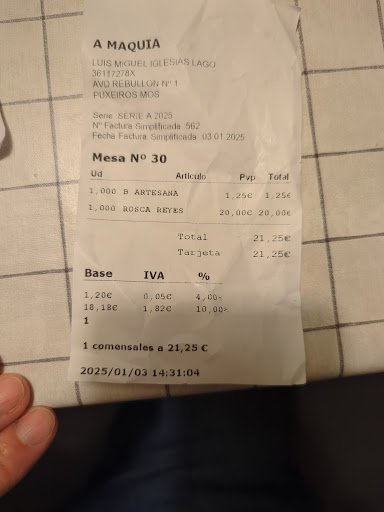 A MAQUIA
LUIS MIGUEL IGLESIAS LAGO
36117278X
AVD REBULLON Nº 1
PUXEIROS MOS
Serie: SERIE A 2025
Nº Factura Simplificada: 562
Fecha Factura Simplificada: 03.01.2025
Mesa Nº 30
Ud Artículo Pvp Total
1,000 B ARTESANA 1,25€ 1,25€
1,000 ROSCA REYES 20,00€ 20,00€
Total 21,25€
Tarjeta 21,25€
Base IVA %
1,20€ 0,05€ 4,00%
18,18€ 1,82€ 10,00%
1
1 comensales a 21,25 €
2025/01/03 14:31:04